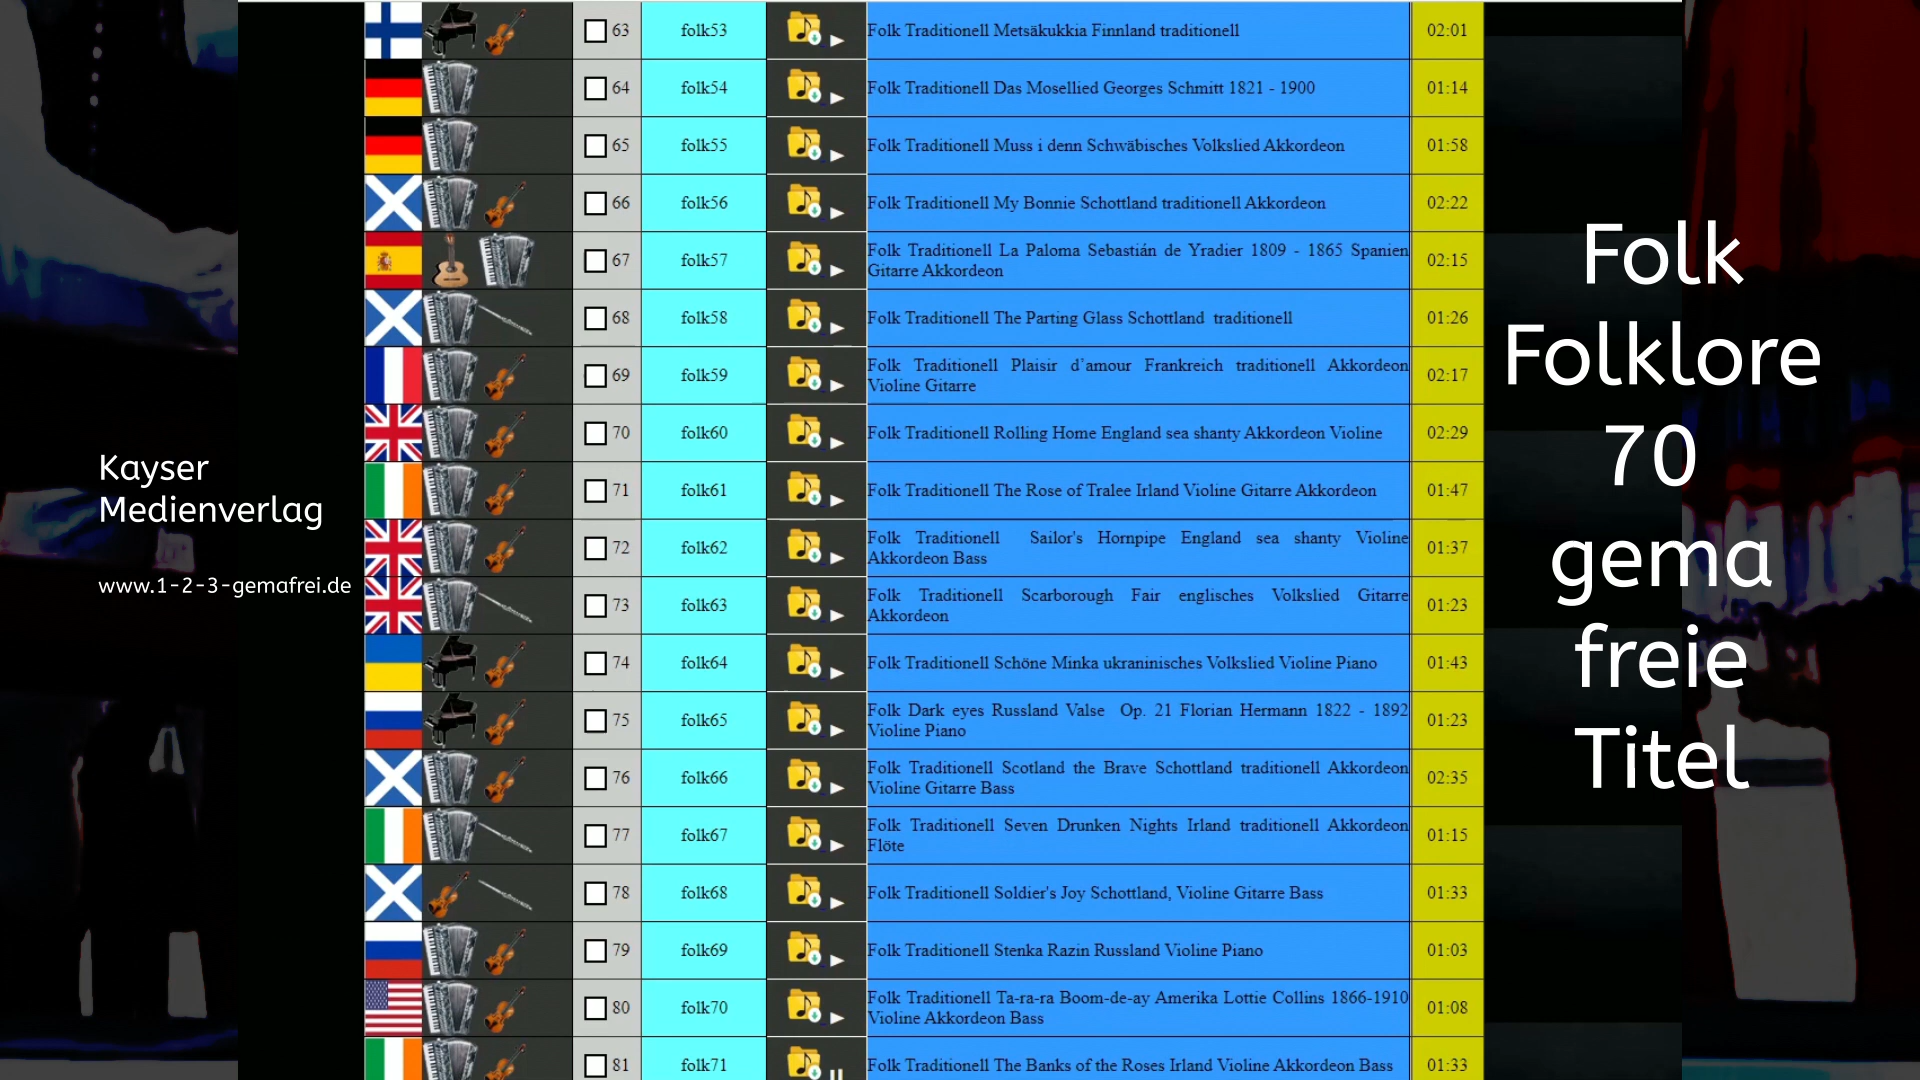 63 folk53 Folk Traditionell Metsäkukkia Finnland traditionell 02:01
64 folk54 Folk Traditionell Das Mosellied Georges Schmitt 1821 - 1900 01:14
65 folk55 Folk Traditionell Muss i denn Schwäbisches Volkslied Akkordeon 01:58
66 folk56 Folk Traditionell My Bonnie Schottland traditionell Akkordeon 02:22
67 folk57 Folk Traditionell La Paloma Sebastián de Yradier 1809 - 1865 Spanien
Gitarre Akkordeon 02:15
68 folk58 Folk Traditionell The Parting Glass Schottland traditionell 01:26
69 folk59 Folk Traditionell Plaisir d’amour Frankreich traditionell Akkordeon
Violine Gitarre 02:17
70 folk60 Folk Traditionell Rolling Home England sea shanty Akkordeon Violine 02:29
71 folk61 Folk Traditionell The Rose of Tralee Irland Violine Gitarre Akkordeon 01:47
72 folk62 Folk Traditionell Sailor's Hornpipe England sea shanty Violine
Akkordeon Bass 01:37
73 folk63 Folk Traditionell Scarborough Fair englisches Volkslied Gitarre
Akkordeon 01:23
74 folk64 Folk Traditionell Schöne Minka ukraninisches Volkslied Violine Piano 01:43
75 folk65 Folk Dark eyes Russland Valse Op. 21 Florian Hermann 1822 - 1892
Violine Piano 01:23
76 folk66 Folk Traditionell Scotland the Brave Schottland traditionell Akkordeon
Violine Gitarre Bass 02:35
77 folk67 Folk Traditionell Seven Drunken Nights Irland traditionell Akkordeon
Flöte 01:15
78 folk68 Folk Traditionell Soldier's Joy Schottland, Violine Gitarre Bass 01:33
79 folk69 Folk Traditionell Stenka Razin Russland Violine Piano 01:03
80 folk70 Folk Traditionell Ta-ra-ra Boom-de-ay Amerika Lottie Collins 1866-1910
Violine Akkordeon Bass 01:08
81 folk71 Folk Traditionell The Banks of the Roses Irland Violine Akkordeon Bass 01:33
Kayser
Medienverlag
www.1-2-3-gemafrei.de
Folk
Folklore
70
gema
freie
Titel